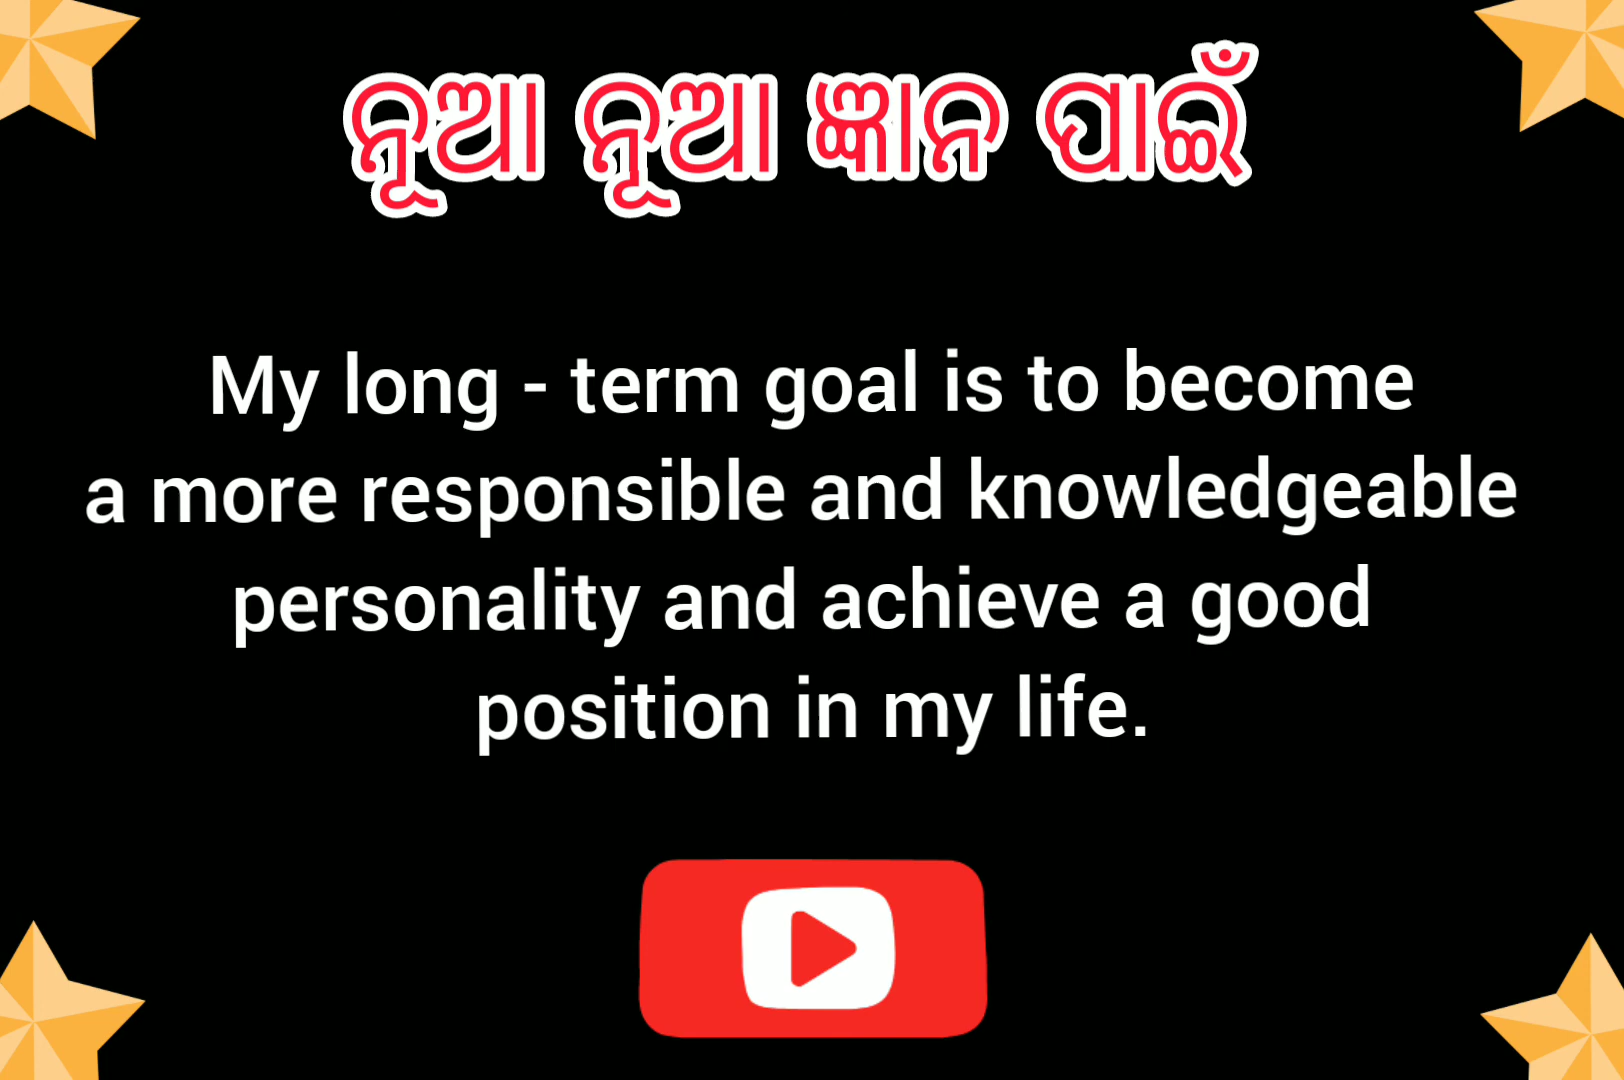 ନୂଆ ନୂଆ ଜ୍ଞାନ ପାଇଁ
My long - term goal is to become
a more responsible and knowledgeable
personality and achieve a good
position in my life.